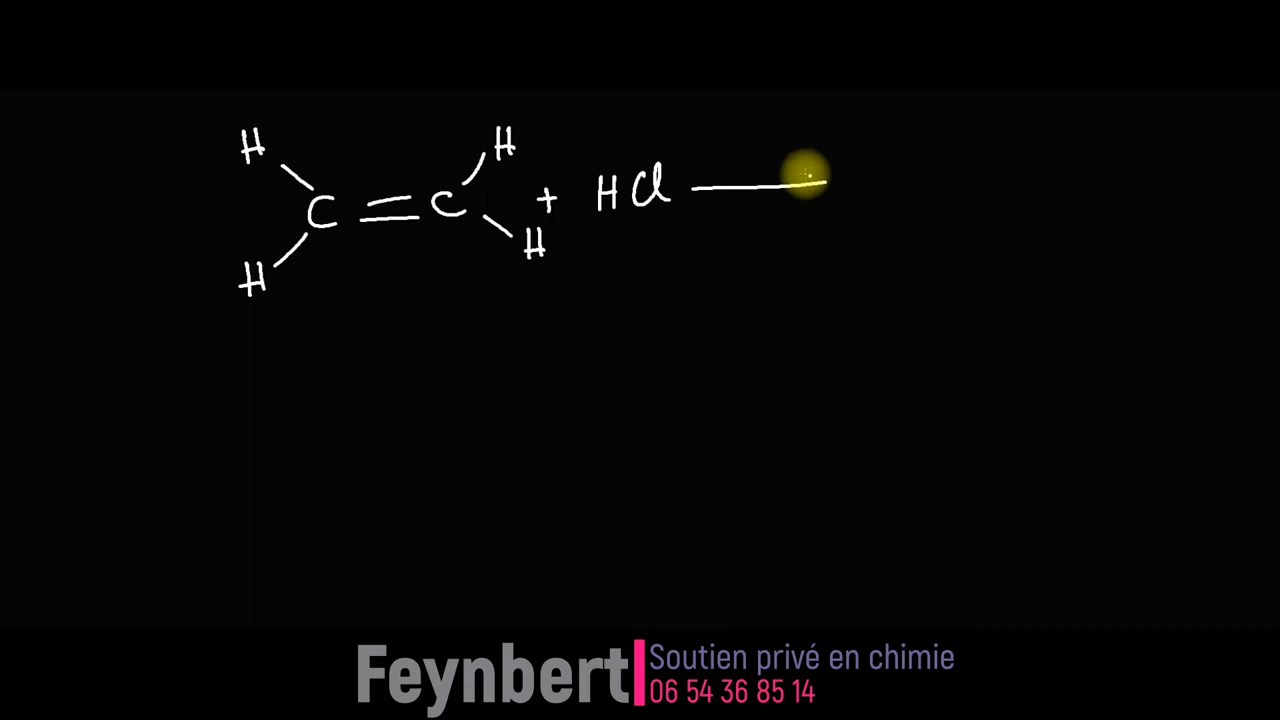 H H
C = C + HCl
H H
Feynbert
Soutien privé en chimie
06 54 36 85 14